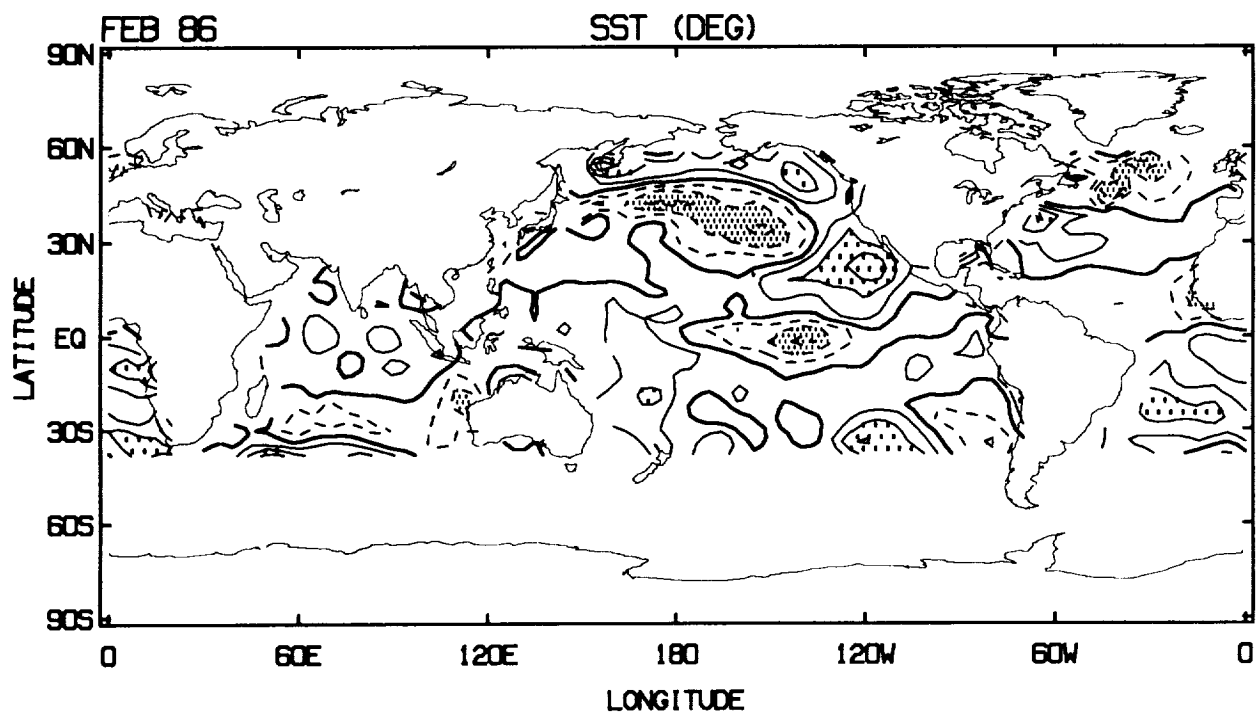 FEB 86 SST (DEG)
90N
60N
30N
EQ
30S
60S
90S
LATITUDE
0 60E 120E 180 120W 60W 0
LONGITUDE